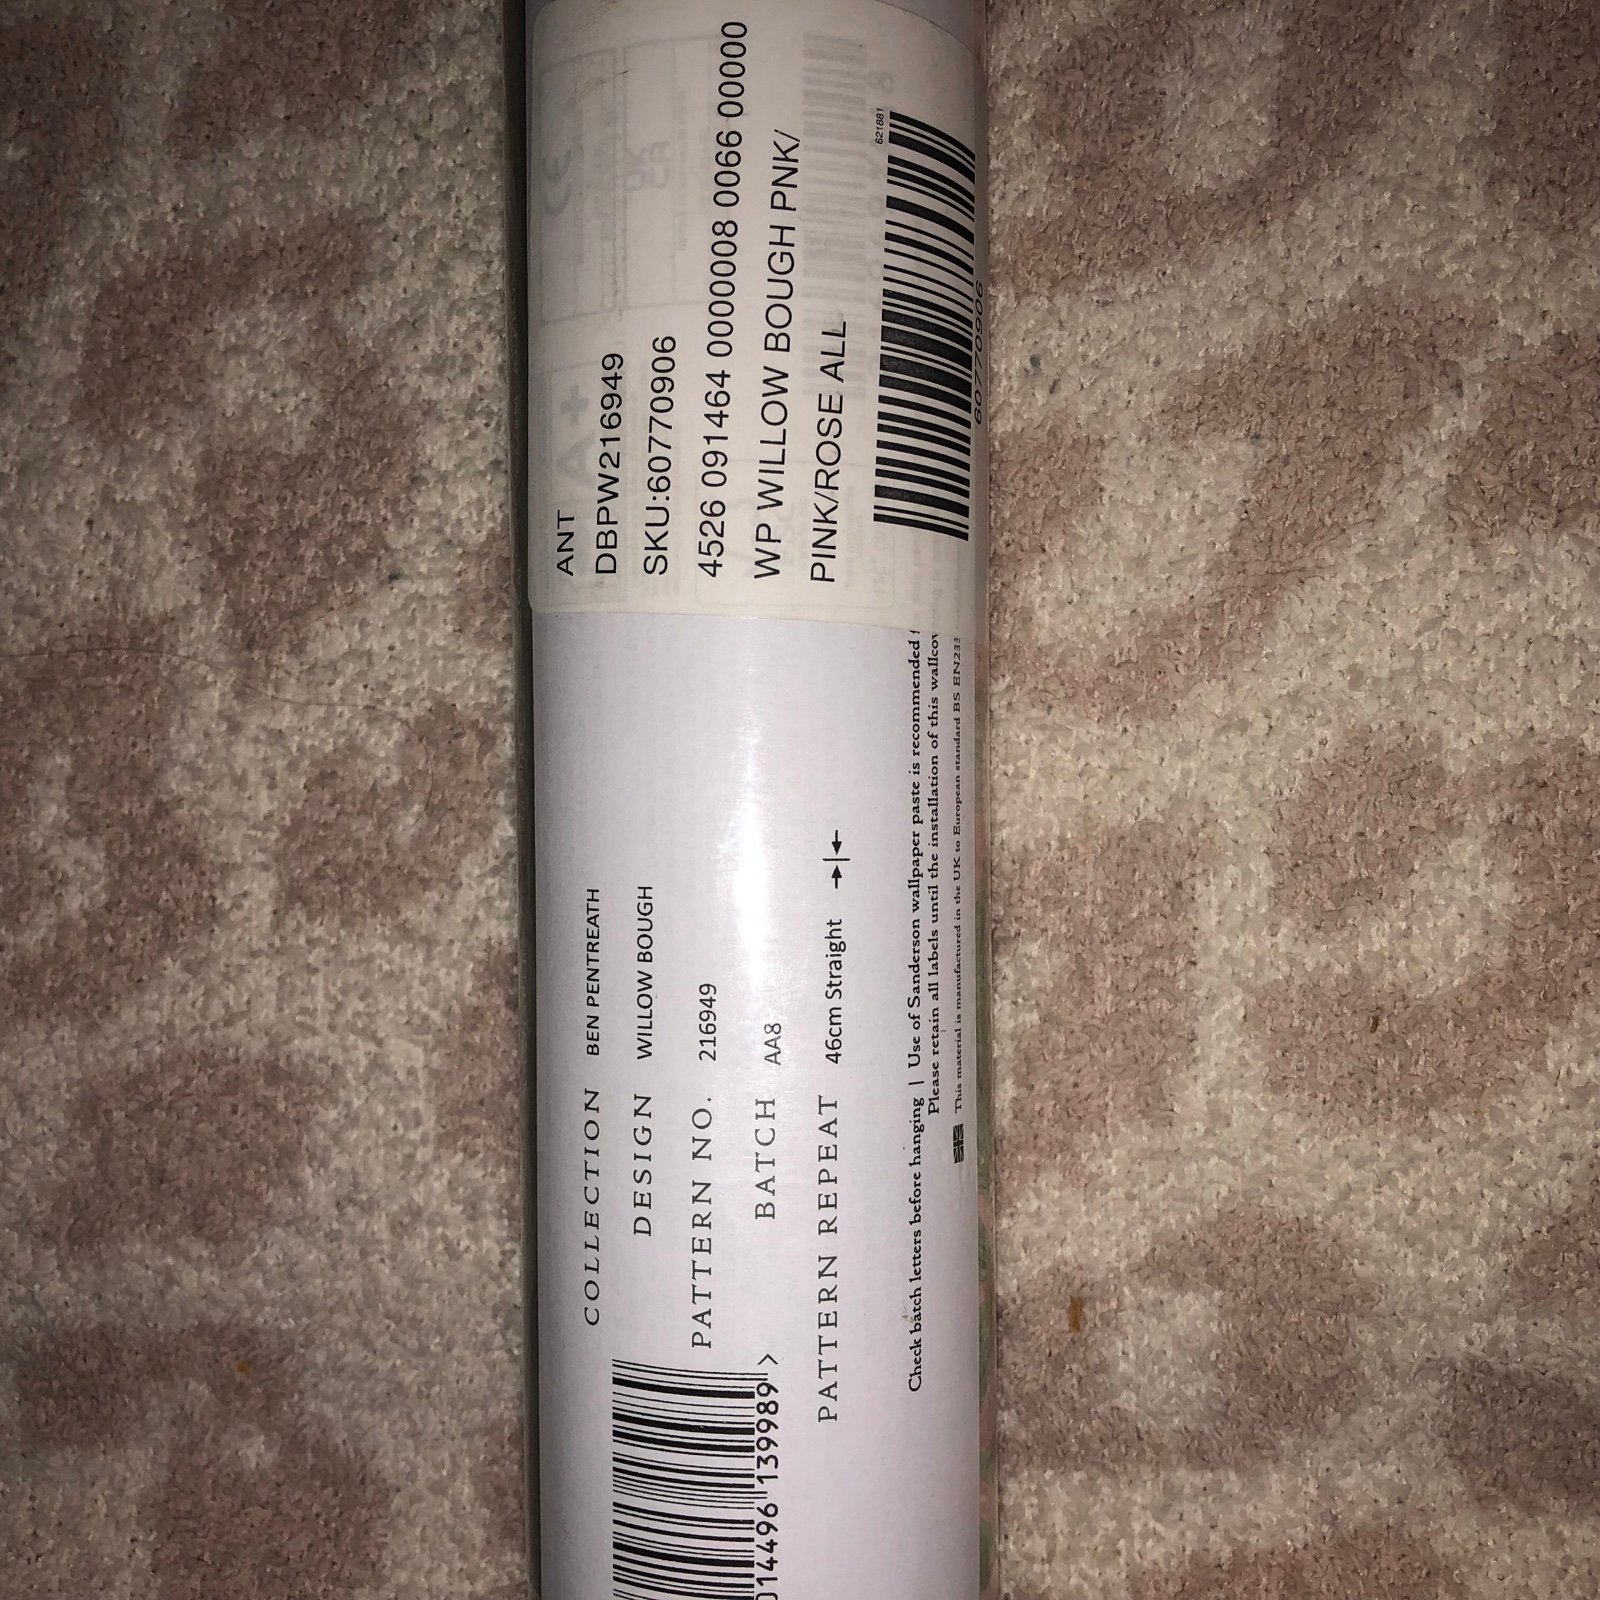 ANT
DBPW216949
SKU:60770906
4526 091464 0000008 0066 00000
WP WILLOW BOUGH PNK/
PINK/ROSE ALL
621881
60770906
COLLECTION BEN PENTREATH
DESIGN WILLOW BOUGH
PATTERN NO. 216949
BATCH AA8
PATTERN REPEAT 46cm Straight
Check batch letters before hanging | Use of Sanderson wallpaper paste is recommended
Please retain all labels until the installation of this
This material is manufactured in the UK to European standard BS
014496 139989 >